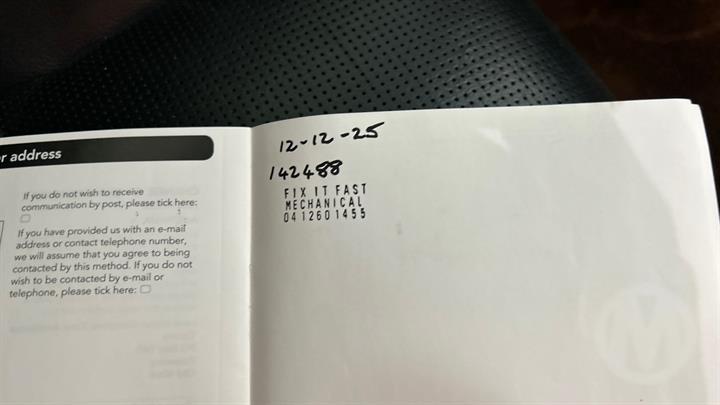 r address
If you do not wish to receive
communication by post, please tick here:
If you have provided us with an e-mail
address or contact telephone number,
we will assume that you agree to being
contacted by this method. If you do not
wish to be contacted by e-mail or
telephone, please tick here:
12-12-25
142488
FIX IT FAST
MECHANICAL
0412601455
M